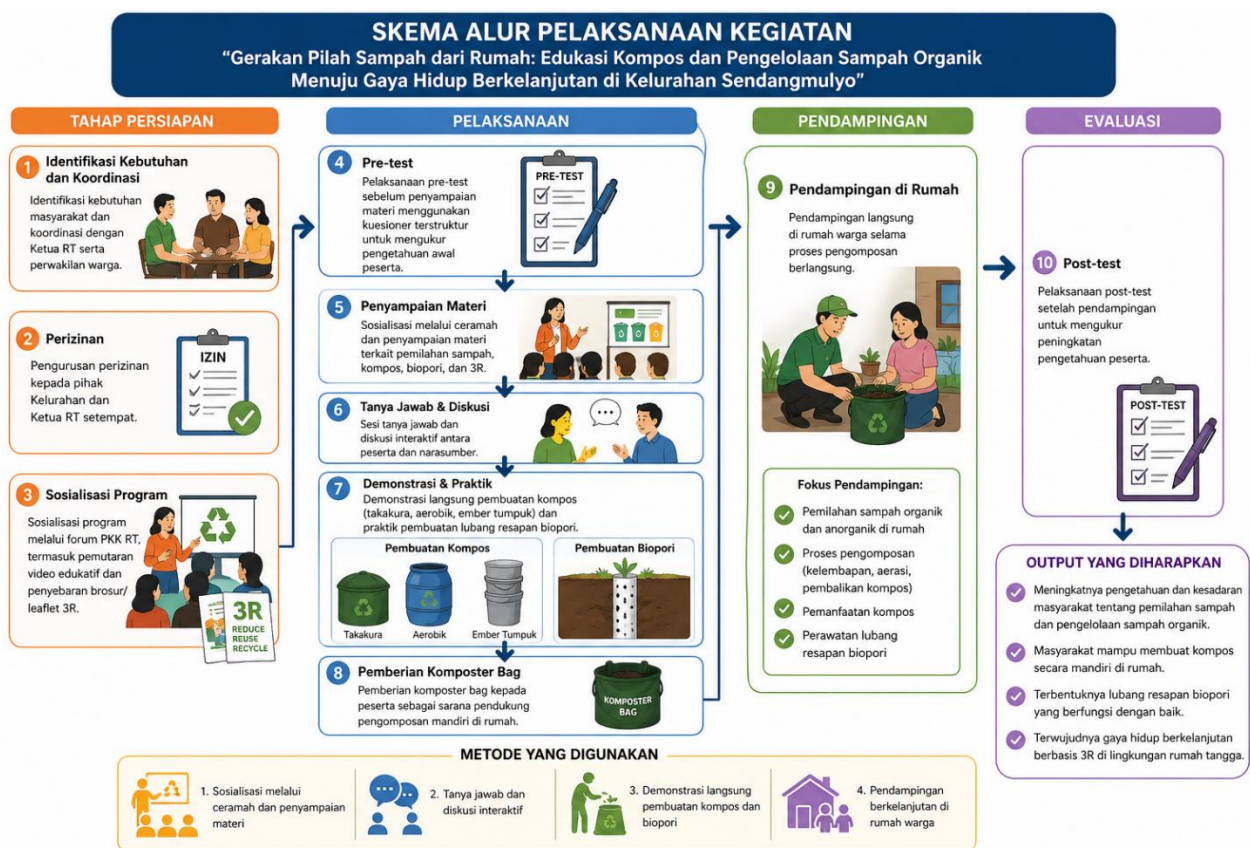 SKEMA ALUR PELAKSANAAN KEGIATAN
“Gerakan Pilah Sampah dari Rumah: Edukasi Kompos dan Pengelolaan Sampah Organik
Menuju Gaya Hidup Berkelanjutan di Kelurahan Sendangmulyo”
TAHAP PERSIAPAN
1 Identifikasi Kebutuhan
dan Koordinasi
Identifikasi kebutuhan
masyarakat dan
koordinasi dengan
Ketua RT serta
perwakilan warga.
2 Perizinan
Pengurusan perizinan
kepada pihak
Kelurahan dan
Ketua RT setempat.
IZIN
3 Sosialisasi Program
Sosialisasi program
melalui forum PKK RT,
termasuk pemutaran
video edukatif dan
penyebaran brosur/
leaflet 3R.
3R
REDUCE
REUSE
RECYCLE
PELAKSANAAN
4 Pre-test
Pelaksanaan pre-test
sebelum penyampaian
materi menggunakan
kuesioner terstruktur
untuk mengukur
pengetahuan awal
peserta.
PRE-TEST
5 Penyampaian Materi
Sosialisasi melalui ceramah
dan penyampaian materi
terkait pemilahan sampah,
kompos, biopori, dan 3R.
6 Tanya Jawab & Diskusi
Sesi tanya jawab dan
diskusi interaktif antara
peserta dan narasumber.
7 Demonstrasi & Praktik
Demonstrasi langsung pembuatan kompos
(takakura, aerobik, ember tumpuk) dan
praktik pembuatan lubang resapan biopori.
Pembuatan Kompos
Takakura
Aerobik
Ember Tumpuk
Pembuatan Biopori
8 Pemberian Komposter Bag
Pemberian komposter bag kepada
peserta sebagai sarana pendukung
pengomposan mandiri di rumah.
KOMPOSTER
BAG
PENDAMPINGAN
9 Pendampingan di Rumah
Pendampingan langsung
di rumah warga selama
proses pengomposan
berlangsung.
Fokus Pendampingan:
Pemilahan sampah organik
dan anorganik di rumah
Proses pengomposan
(kelembapan, aerasi,
pembalikan kompos)
Pemanfaatan kompos
Perawatan lubang
resapan biopori
EVALUASI
10 Post-test
Pelaksanaan post-test
setelah pendampingan
untuk mengukur
peningkatan
pengetahuan peserta.
POST-TEST
OUTPUT YANG DIHARAPKAN
Meningkatnya pengetahuan dan kesadaran
masyarakat tentang pemilahan sampah
dan pengelolaan sampah organik.
Masyarakat mampu membuat kompos
secara mandiri di rumah.
Terbentuknya lubang resapan biopori
yang berfungsi dengan baik.
Terwujudnya gaya hidup berkelanjutan
berbasis 3R di lingkungan rumah tangga.
METODE YANG DIGUNAKAN
1. Sosialisasi melalui
ceramah dan penyampaian
materi
2. Tanya jawab dan
diskusi interaktif
3. Demonstrasi langsung
pembuatan kompos dan
biopori
4. Pendampingan
berkelanjutan di
rumah warga